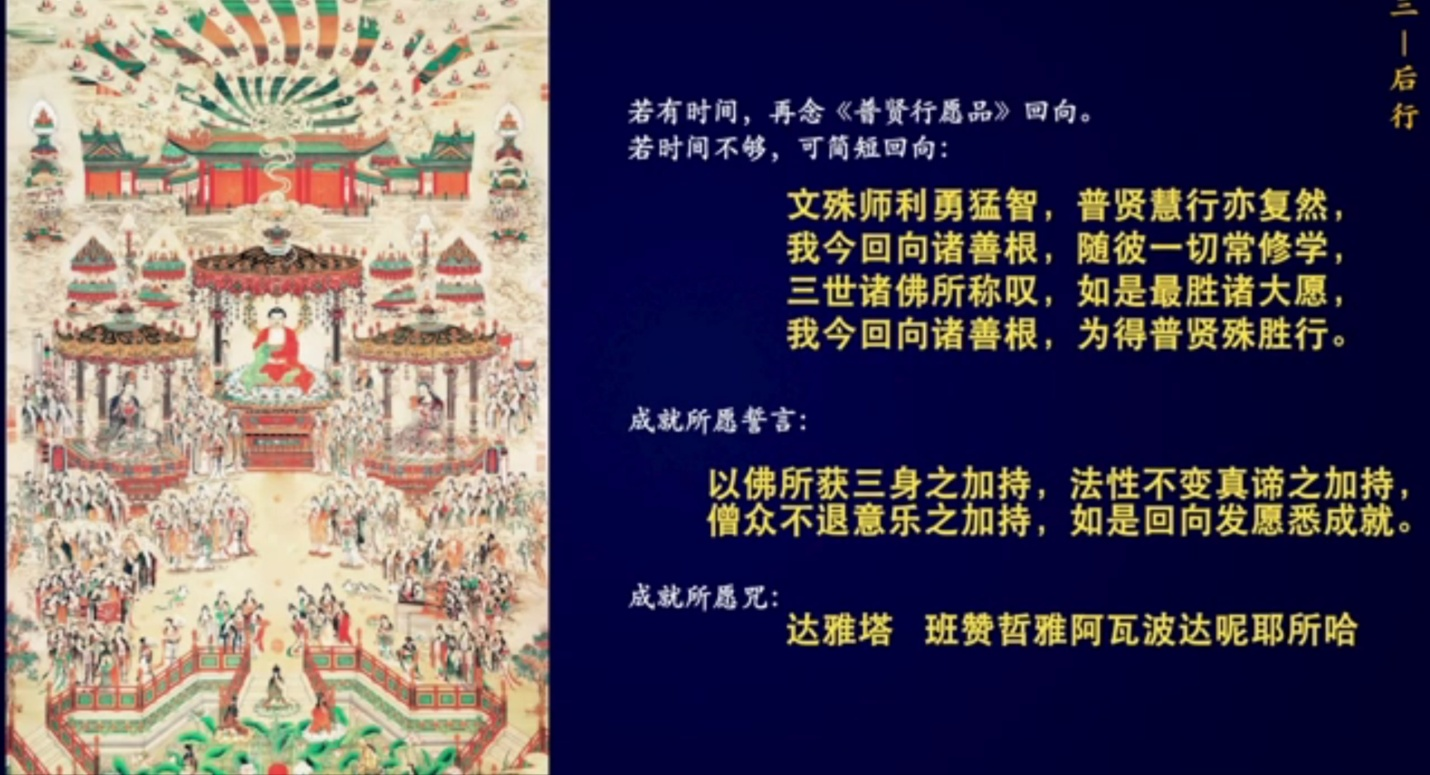 三—后行
若有时间，再念《普贤行愿品》回向。
若时间不够，可简短回向：
文殊师利勇猛智，普贤慧行亦复然，
我今回向诸善根，随彼一切常修学，
三世诸佛所称叹，如是最胜诸大愿，
我今回向诸善根，为得普贤殊胜行。
成就所愿誓言：
以佛所获三身之加持，法性不变真谛之加持，
僧众不退意乐之加持，如是回向发愿悉成就。
成就所愿咒：
达雅塔 班赞哲雅阿瓦波达呢耶所哈